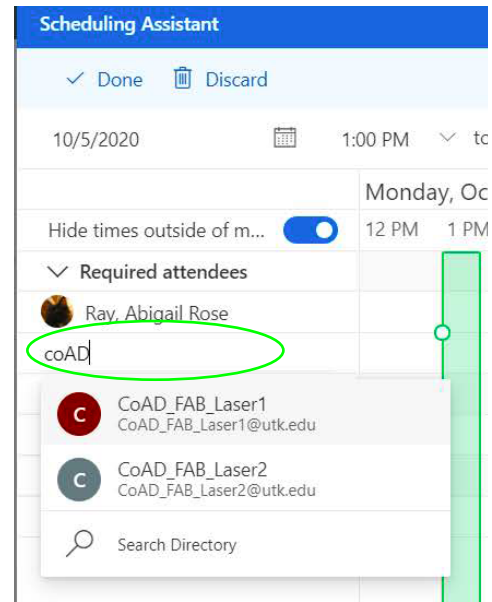 Scheduling Assistant
Done Discard
10/5/2020 1:00 PM to
Monday, Oc
Hide times outside of m... 12 PM 1 PM
Required attendees
Ray, Abigail Rose
coAD
C CoAD_FAB_Laser1
CoAD_FAB_Laser1@utk.edu
C CoAD_FAB_Laser2
CoAD_FAB_Laser2@utk.edu
Search Directory